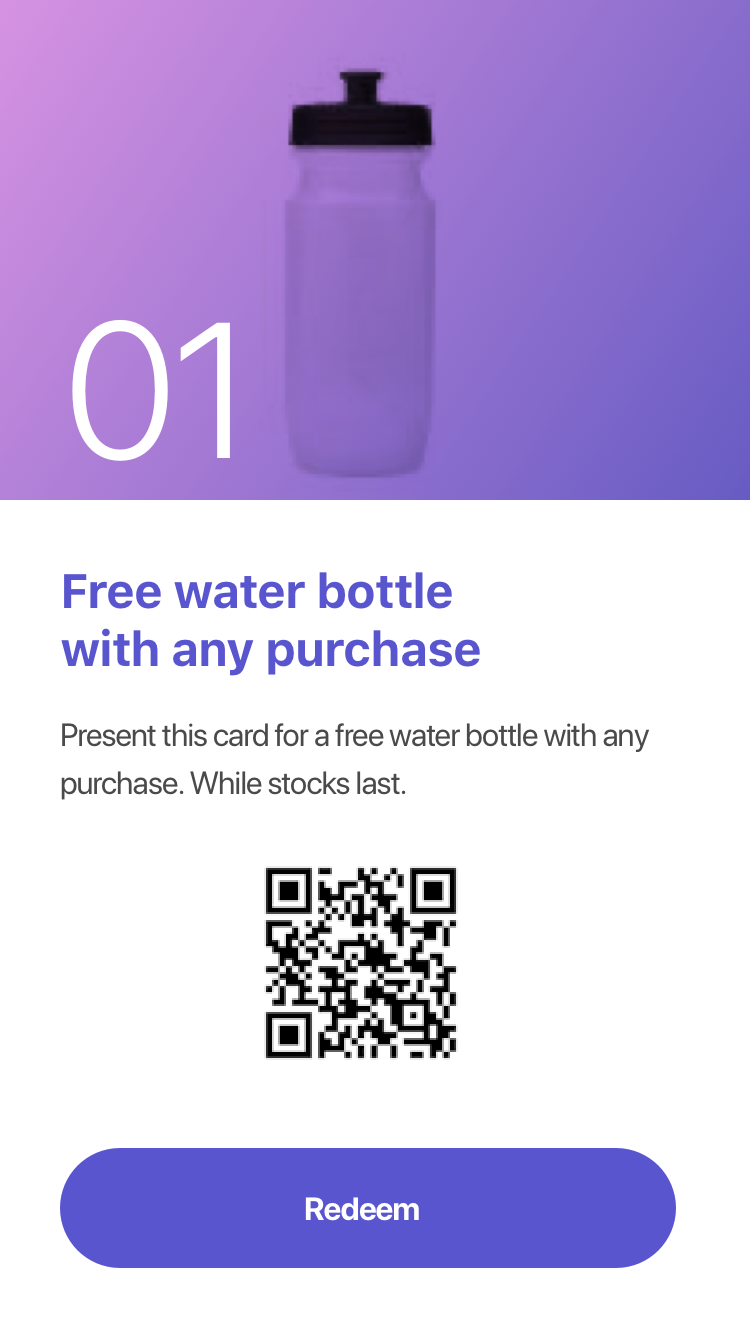 01
Free water bottle
with any purchase
Present this card for a free water bottle with any
purchase. While stocks last.
Redeem